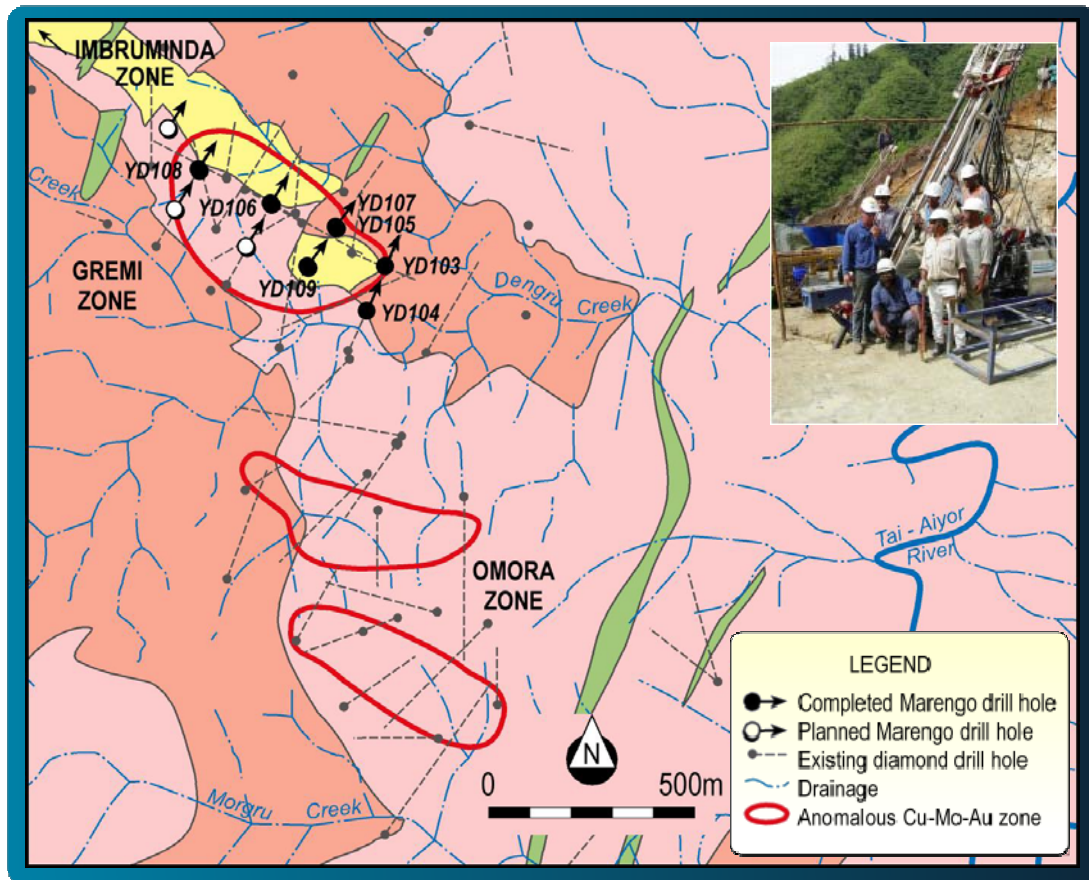 IMBRUMINDA
ZONE
YD108
Creek
YD106
YD107
YD105
GREMI
ZONE
YD103
YD109
Dengru
Creek
YD104
Tai - Aiyor
River
OMORA
ZONE
LEGEND
Completed Marengo drill hole
Planned Marengo drill hole
Existing diamond drill hole
Drainage
Anomalous Cu-Mo-Au zone
N
0
500m
Morgru Creek